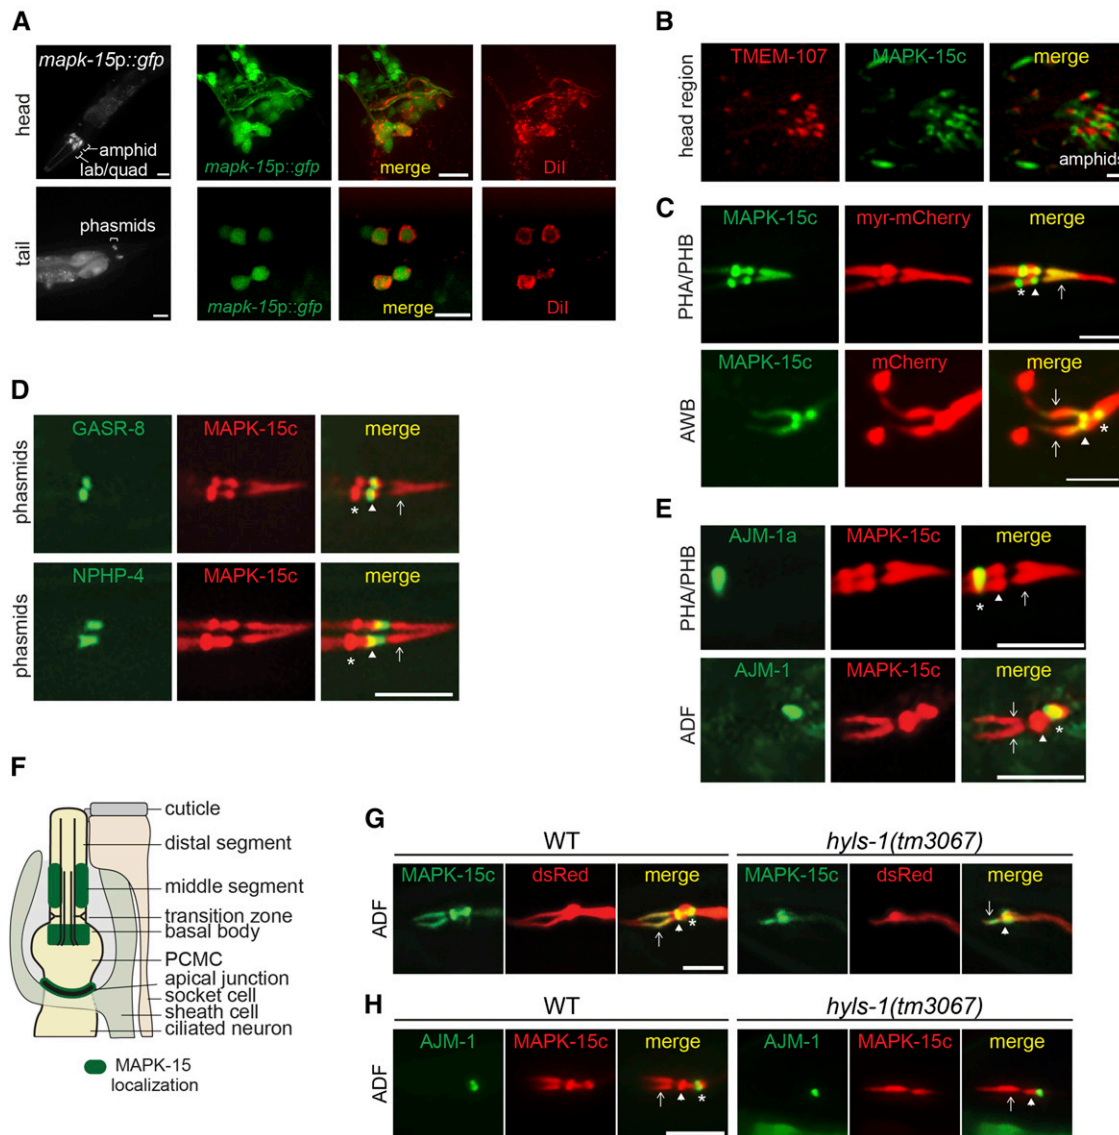 A
mapk-15p::gfp
head
amphid
lab/quad
mapk-15p::gfp
merge
DiI
tail
phasmids
mapk-15p::gfp
merge
DiI
B
head region
TMEM-107
MAPK-15c
merge
amphids
C
PHA/PHB
MAPK-15c
myr-mCherry
merge
*
AWB
MAPK-15c
mCherry
merge
*
D
phasmids
GASR-8
MAPK-15c
merge
*
phasmids
NPHP-4
MAPK-15c
merge
*
E
PHA/PHB
AJM-1a
MAPK-15c
merge
*
ADF
AJM-1
MAPK-15c
merge
*
F
cuticle
distal segment
middle segment
transition zone
basal body
PCMC
apical junction
socket cell
sheath cell
ciliated neuron
MAPK-15
localization
G
WT
hyls-1(tm3067)
ADF
MAPK-15c
dsRed
merge
*
MAPK-15c
dsRed
merge
H
WT
hyls-1(tm3067)
ADF
AJM-1
MAPK-15c
merge
*
AJM-1
MAPK-15c
merge